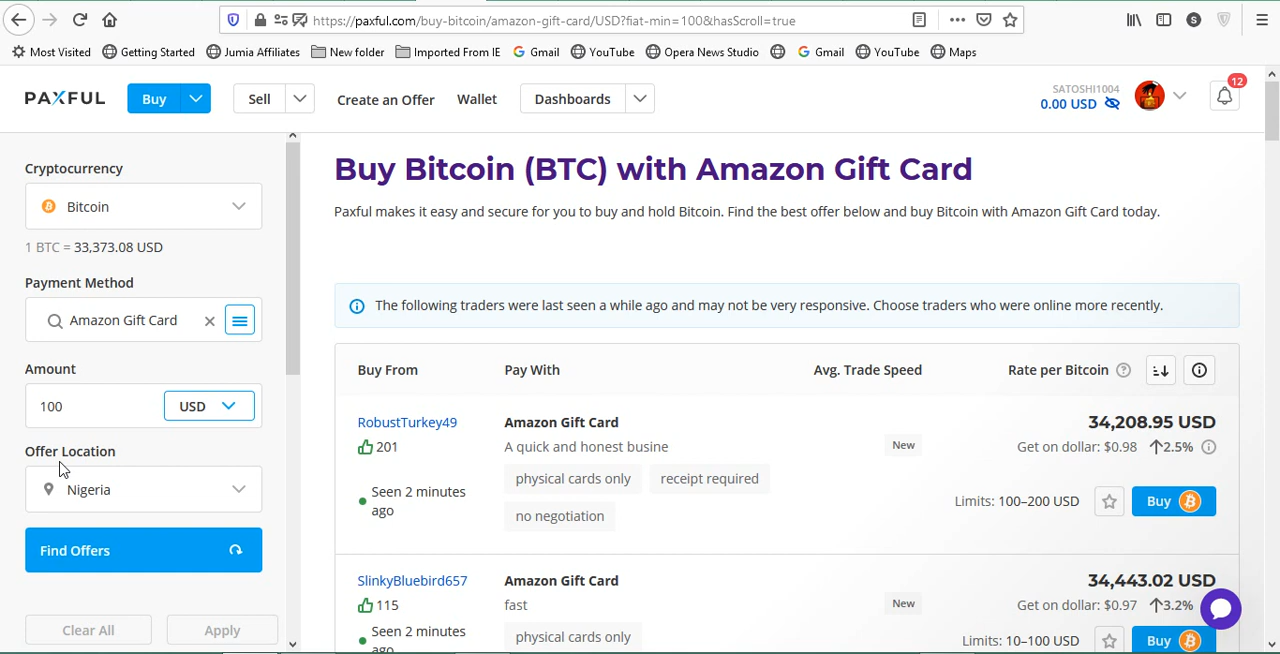 https://paxful.com/buy-bitcoin/amazon-gift-card/USD?fiat-min=100&hasScroll=true
Most Visited Getting Started Jumia Affiliates New folder Imported From IE Gmail YouTube Opera News Studio Gmail YouTube Maps
PAXFUL Buy Sell Create an Offer Wallet Dashboards SATOSHI1004 12
0.00 USD
Cryptocurrency
Bitcoin
1 BTC = 33,373.08 USD
Payment Method
Amazon Gift Card
Amount
100 USD
Offer Location
Nigeria
Find Offers
Clear All Apply
Buy Bitcoin (BTC) with Amazon Gift Card
Paxful makes it easy and secure for you to buy and hold Bitcoin. Find the best offer below and buy Bitcoin with Amazon Gift Card today.
The following traders were last seen a while ago and may not be very responsive. Choose traders who were online more recently.
Buy From Pay With Avg. Trade Speed Rate per Bitcoin
RobustTurkey49 Amazon Gift Card 34,208.95 USD
201 A quick and honest busine New Get on dollar: $0.98 2.5%
physical cards only receipt required
Seen 2 minutes
ago
no negotiation
Limits: 100–200 USD Buy
SlinkyBluebird657 Amazon Gift Card 34,443.02 USD
115 fast New Get on dollar: $0.97 3.2%
Seen 2 minutes
ago
physical cards only
Limits: 10–100 USD Buy